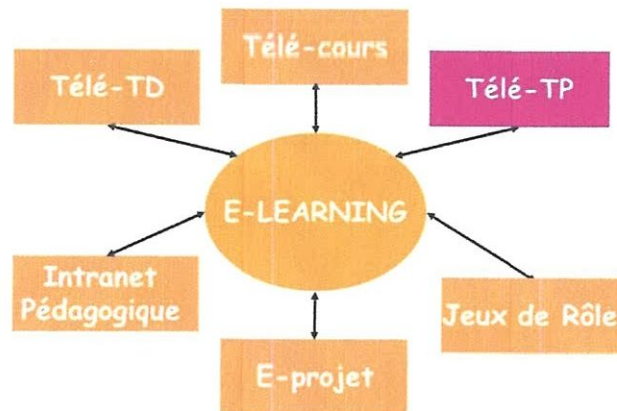 Télé-cours
Télé-TD
Télé-TP
E-LEARNING
Intranet
Pédagogique
Jeux de Rôle
E-projet